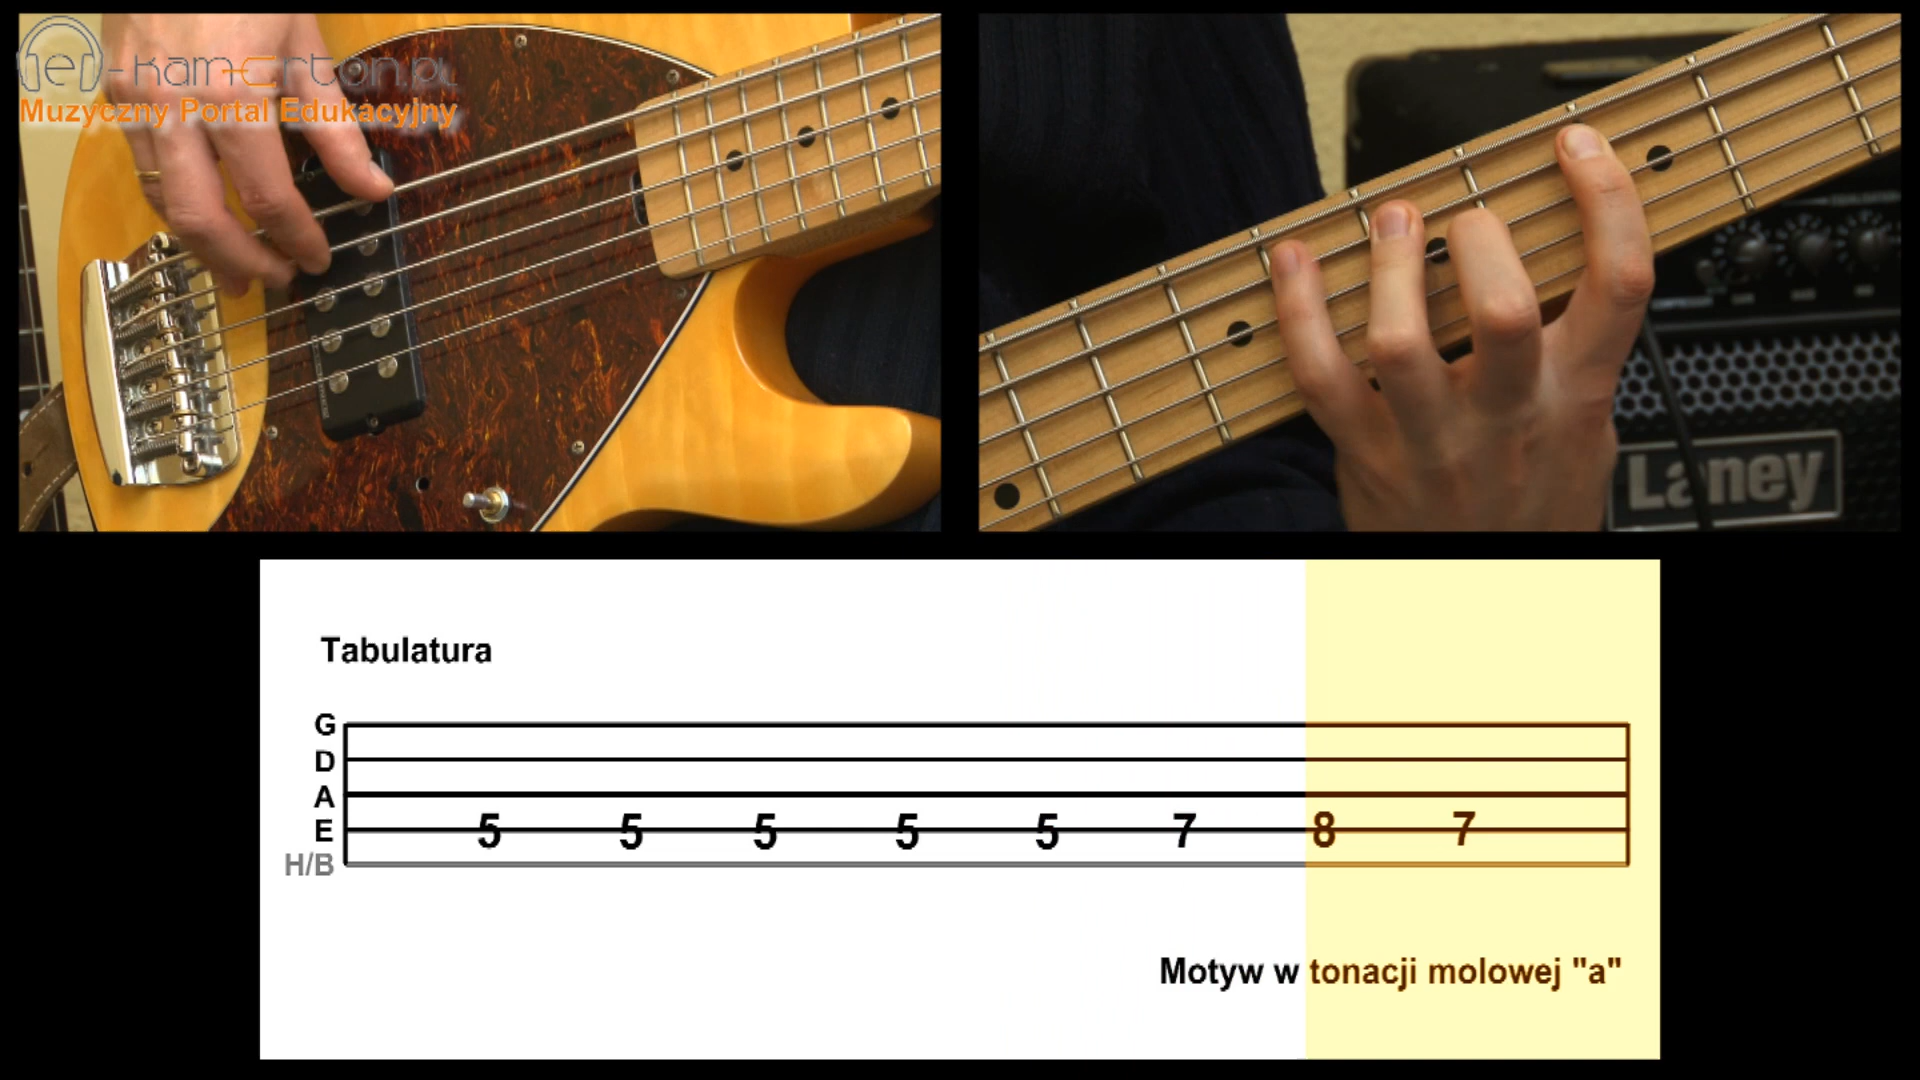 e-kamerton.pl
Muzyczny Portal Edukacyjny
Laney
Tabulatura
G
D
A
E 5 5 5 5 5 7 8 7
H/B
Motyw w tonacji molowej "a"